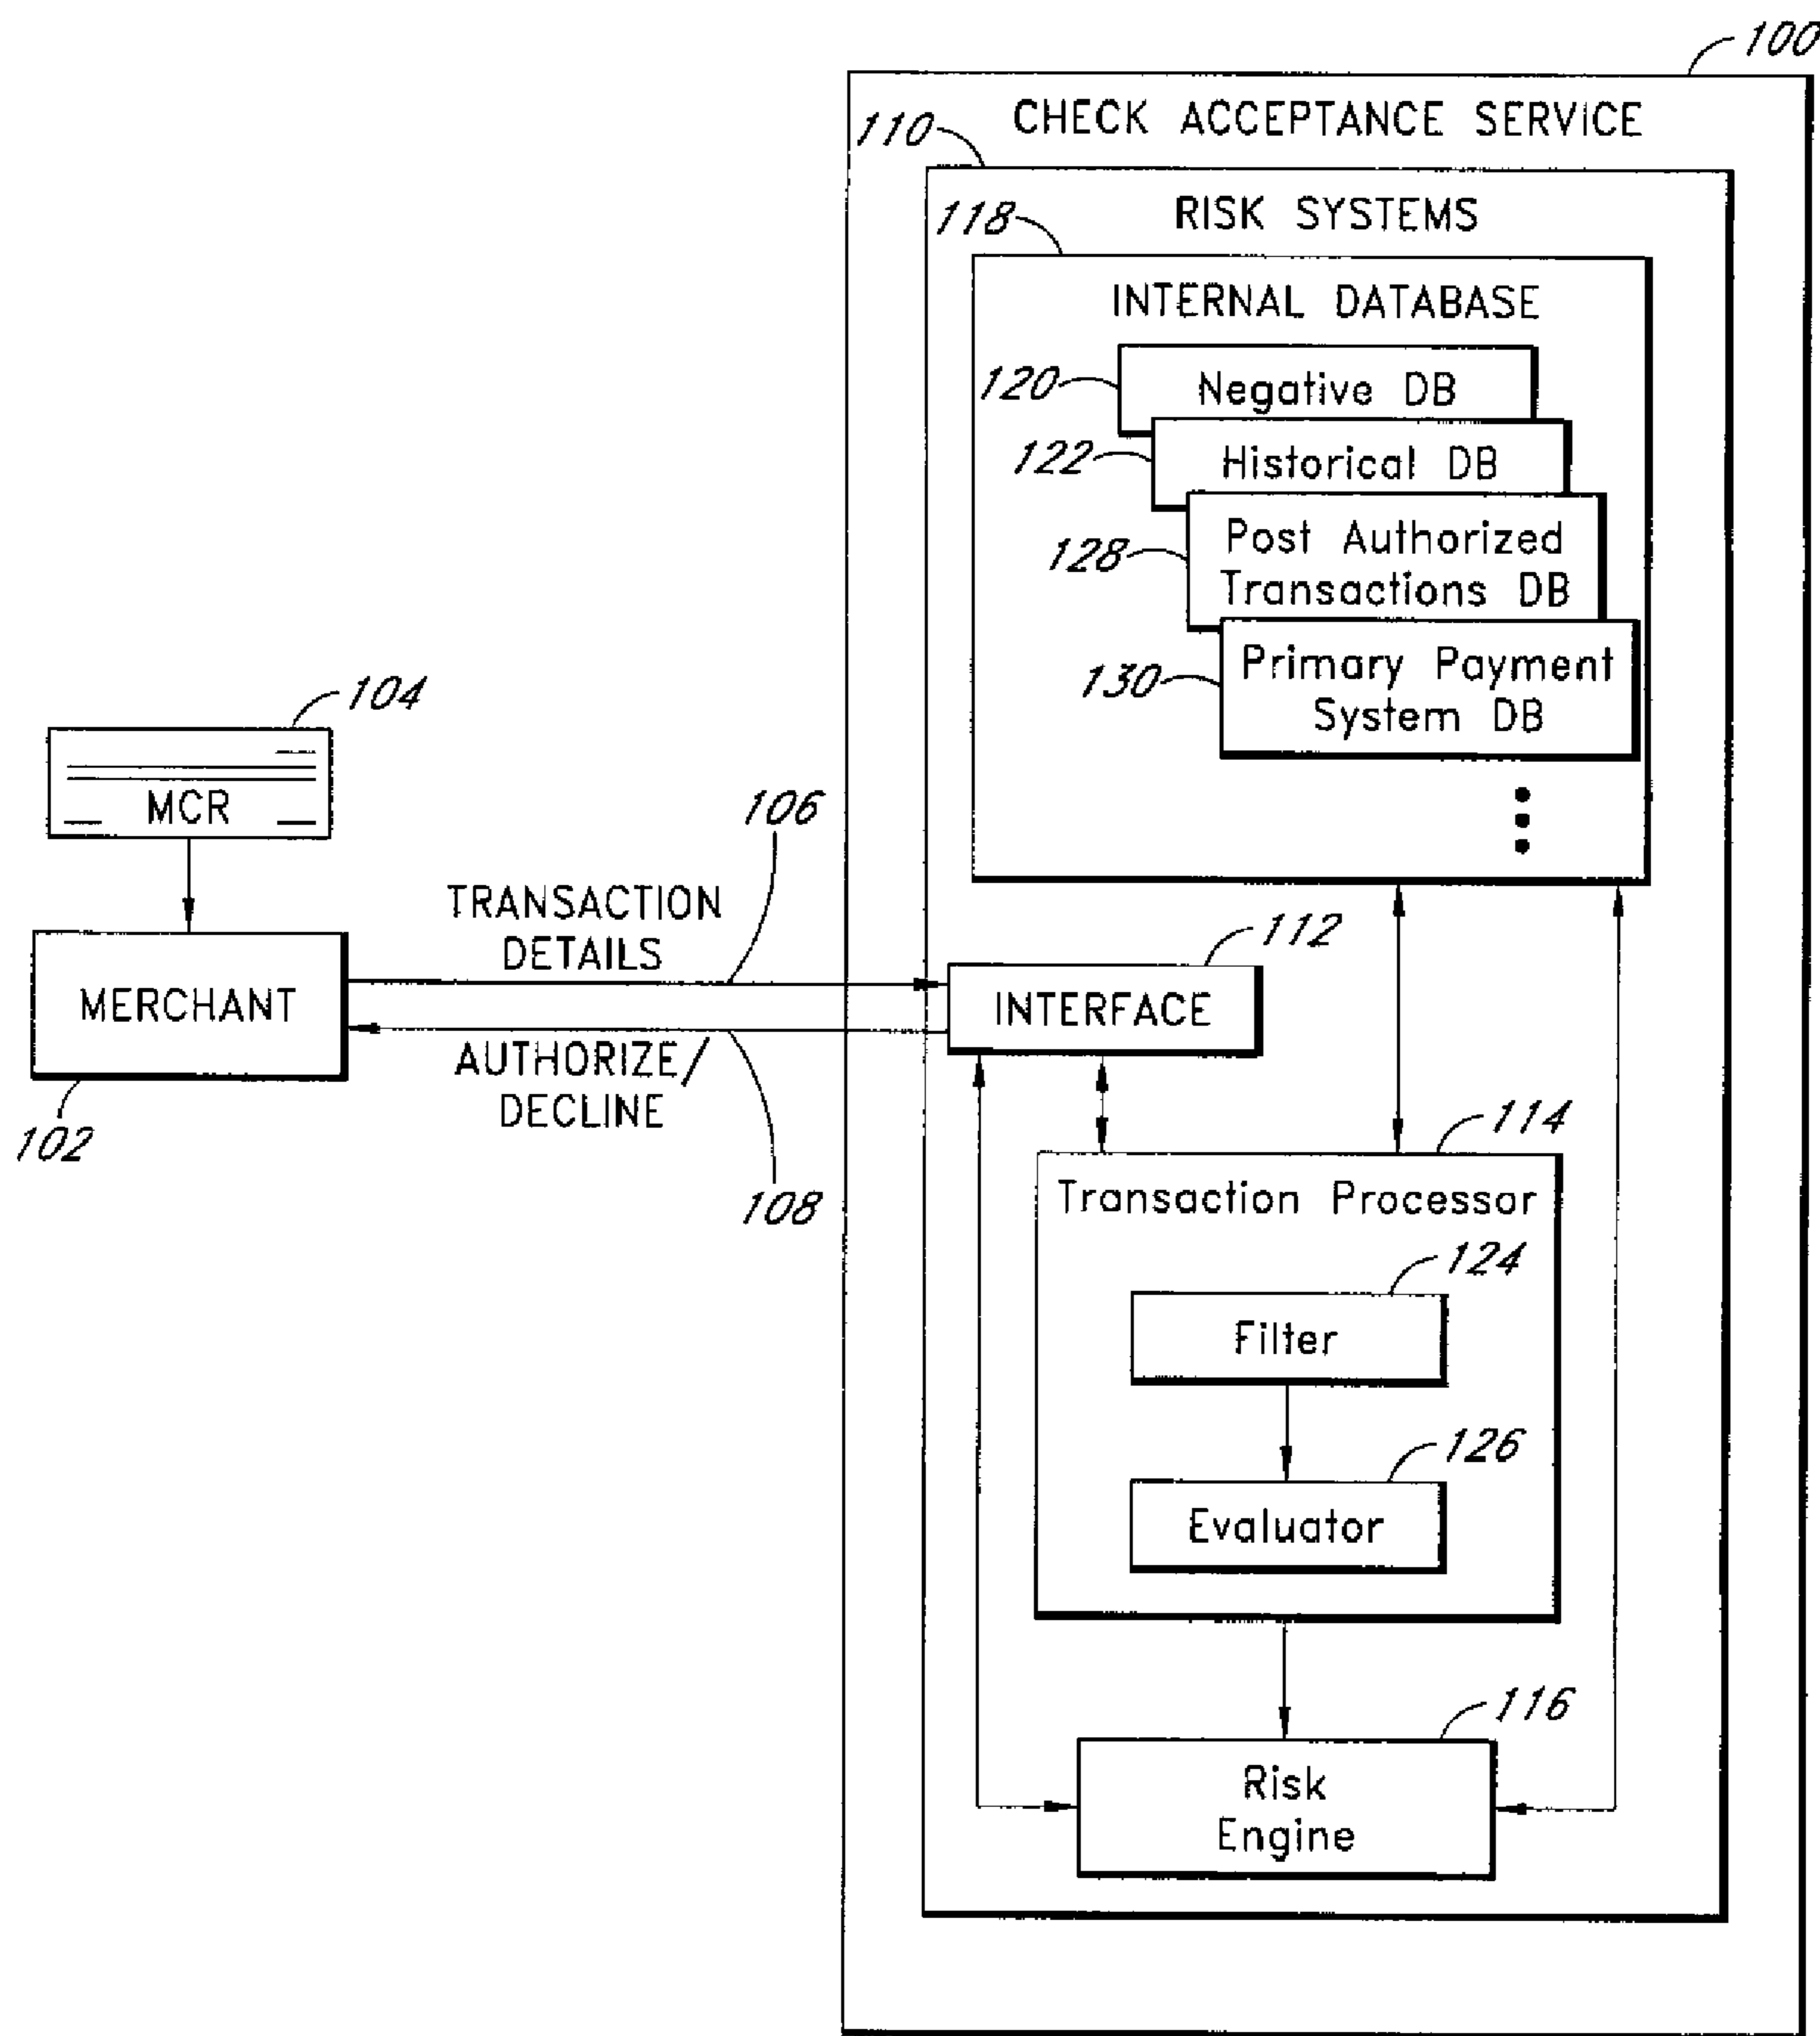 100
CHECK ACCEPTANCE SERVICE
110
RISK SYSTEMS
118
INTERNAL DATABASE
120
Negative DB
122
Historical DB
128
Post Authorized
Transactions DB
130
Primary Payment
System DB
104
MCR
106
TRANSACTION
DETAILS
112
MERCHANT
INTERFACE
AUTHORIZE/
DECLINE
102
108
114
Transaction Processor
124
Filter
126
Evaluator
116
Risk
Engine